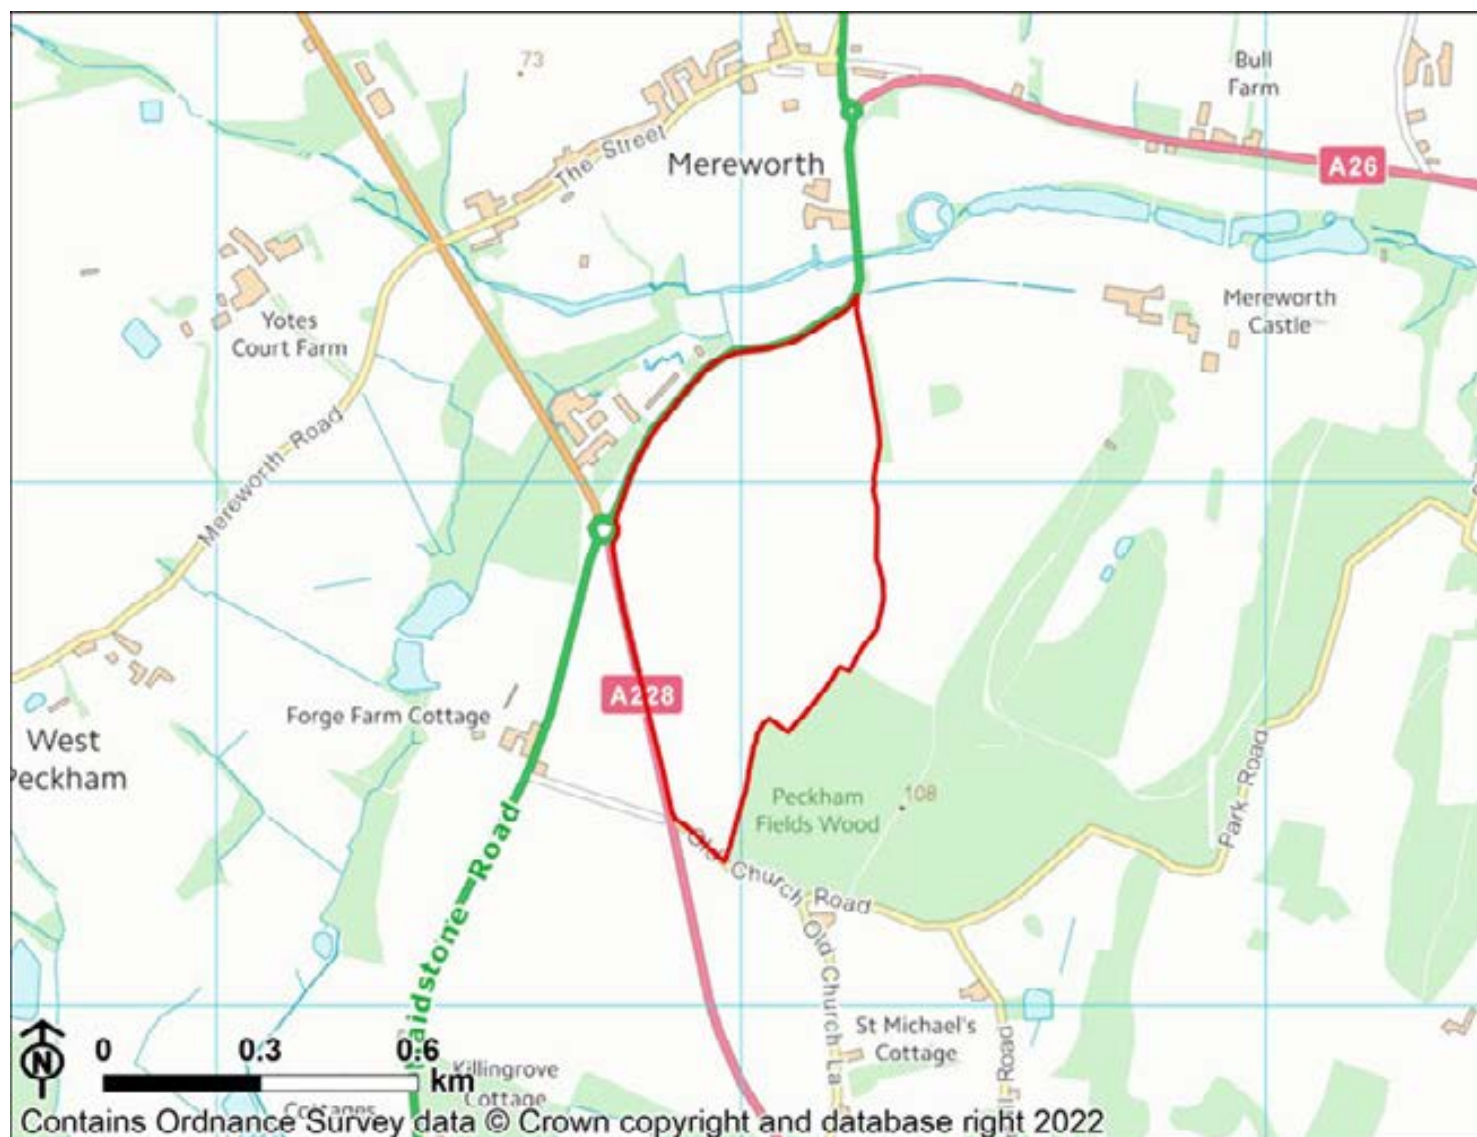 73
Bull
Farm
The Street
Mereworth
A26
Mereworth
Castle
Yotes
Court Farm
Mereworth Road
A228
Forge Farm Cottage
West
Peckham
Park Road
Peckham
Fields Wood
108
Old Church Road
aidstone Road
Old Church La
St Michael's
Cottage
Road
N
0 0.3 0.6
km
Killingrove
Cottage
Cottages
Contains Ordnance Survey data © Crown copyright and database right 2022